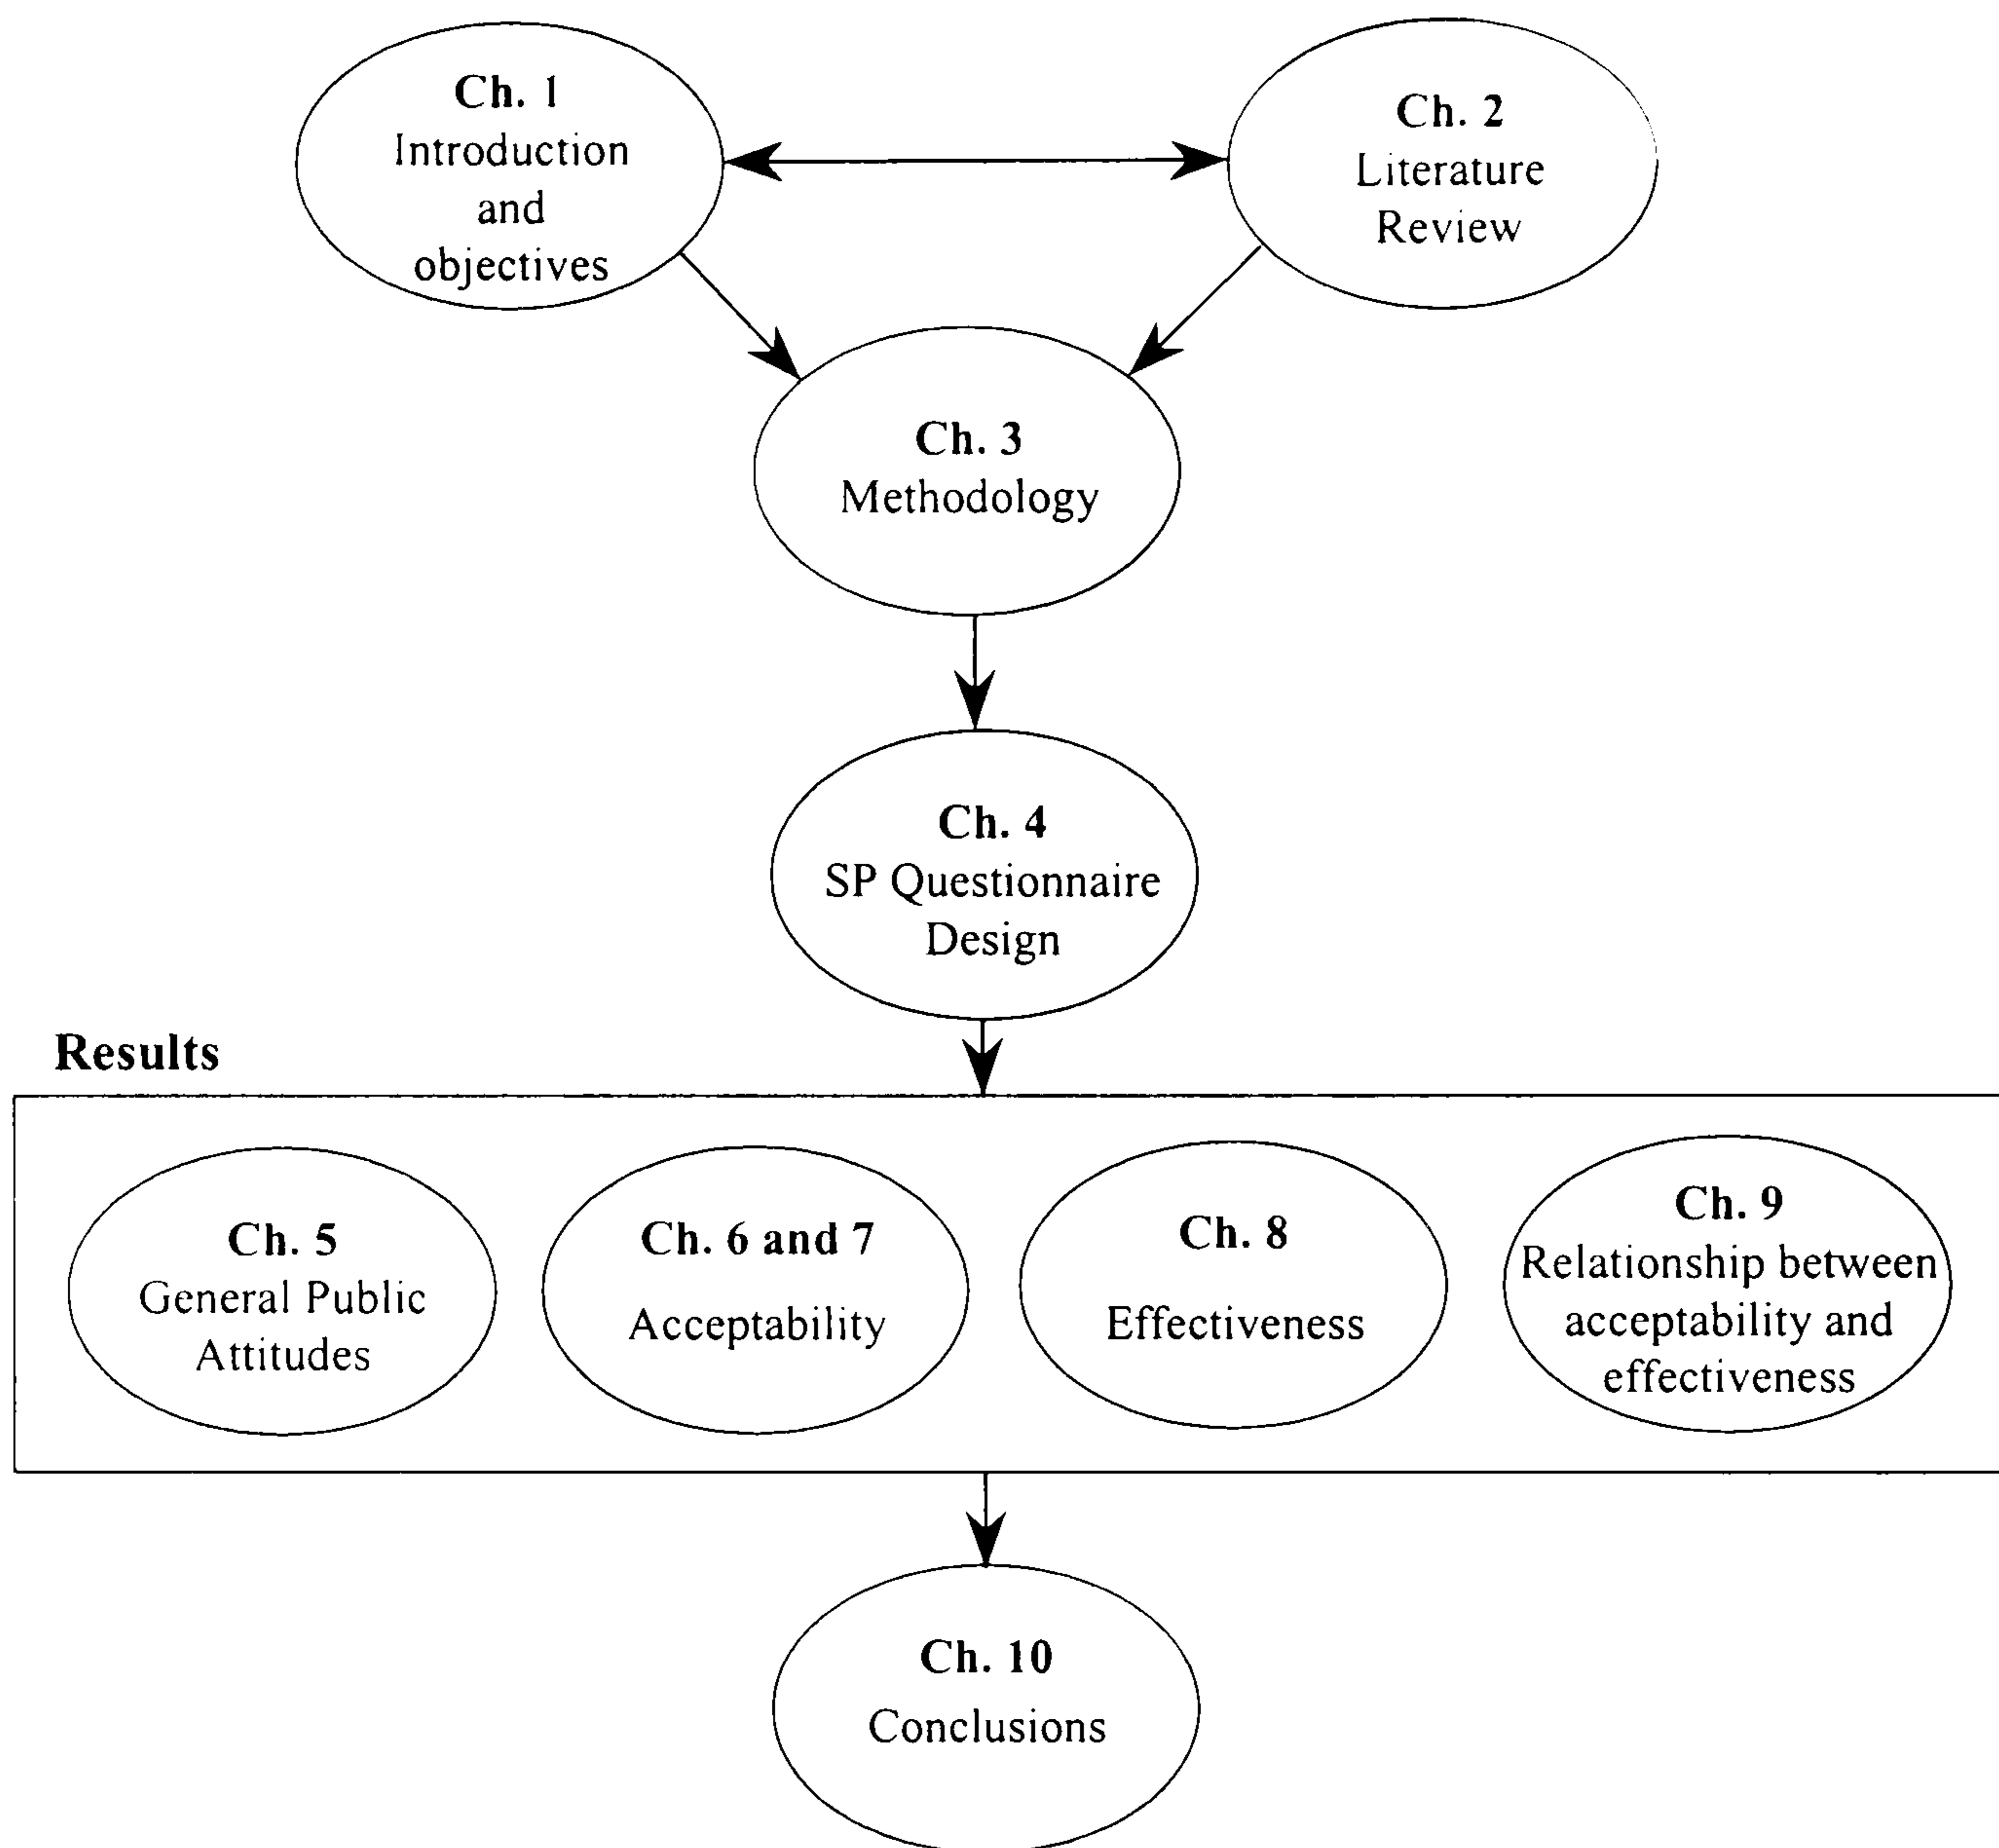 Ch. 1
Introduction
and
objectives
Ch. 2
Literature
Review
Ch. 3
Methodology
Ch. 4
SP Questionnaire
Design
Results
Ch. 5
General Public
Attitudes
Ch. 6 and 7
Acceptability
Ch. 8
Effectiveness
Ch. 9
Relationship between
acceptability and
effectiveness
Ch. 10
Conclusions